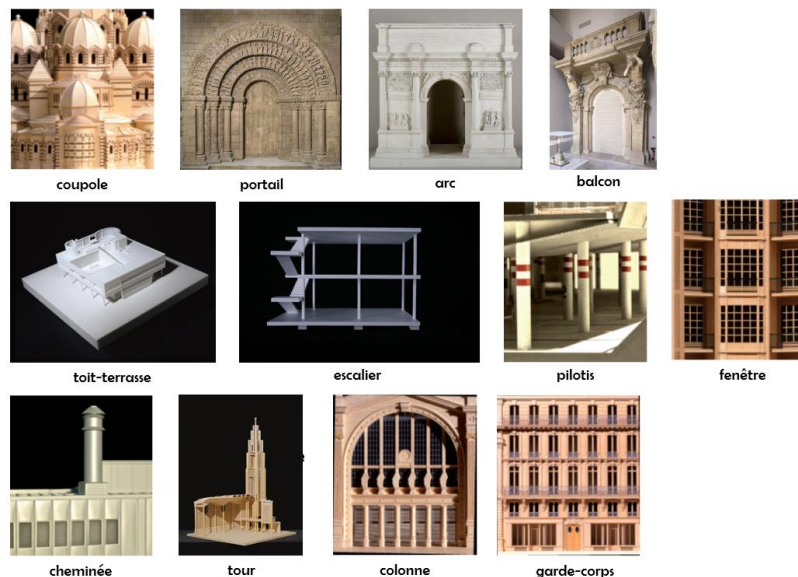 coupole
portail
arc
balcon
toit-terrasse
escalier
pilotis
fenêtre
cheminée
tour
colonne
garde-corps